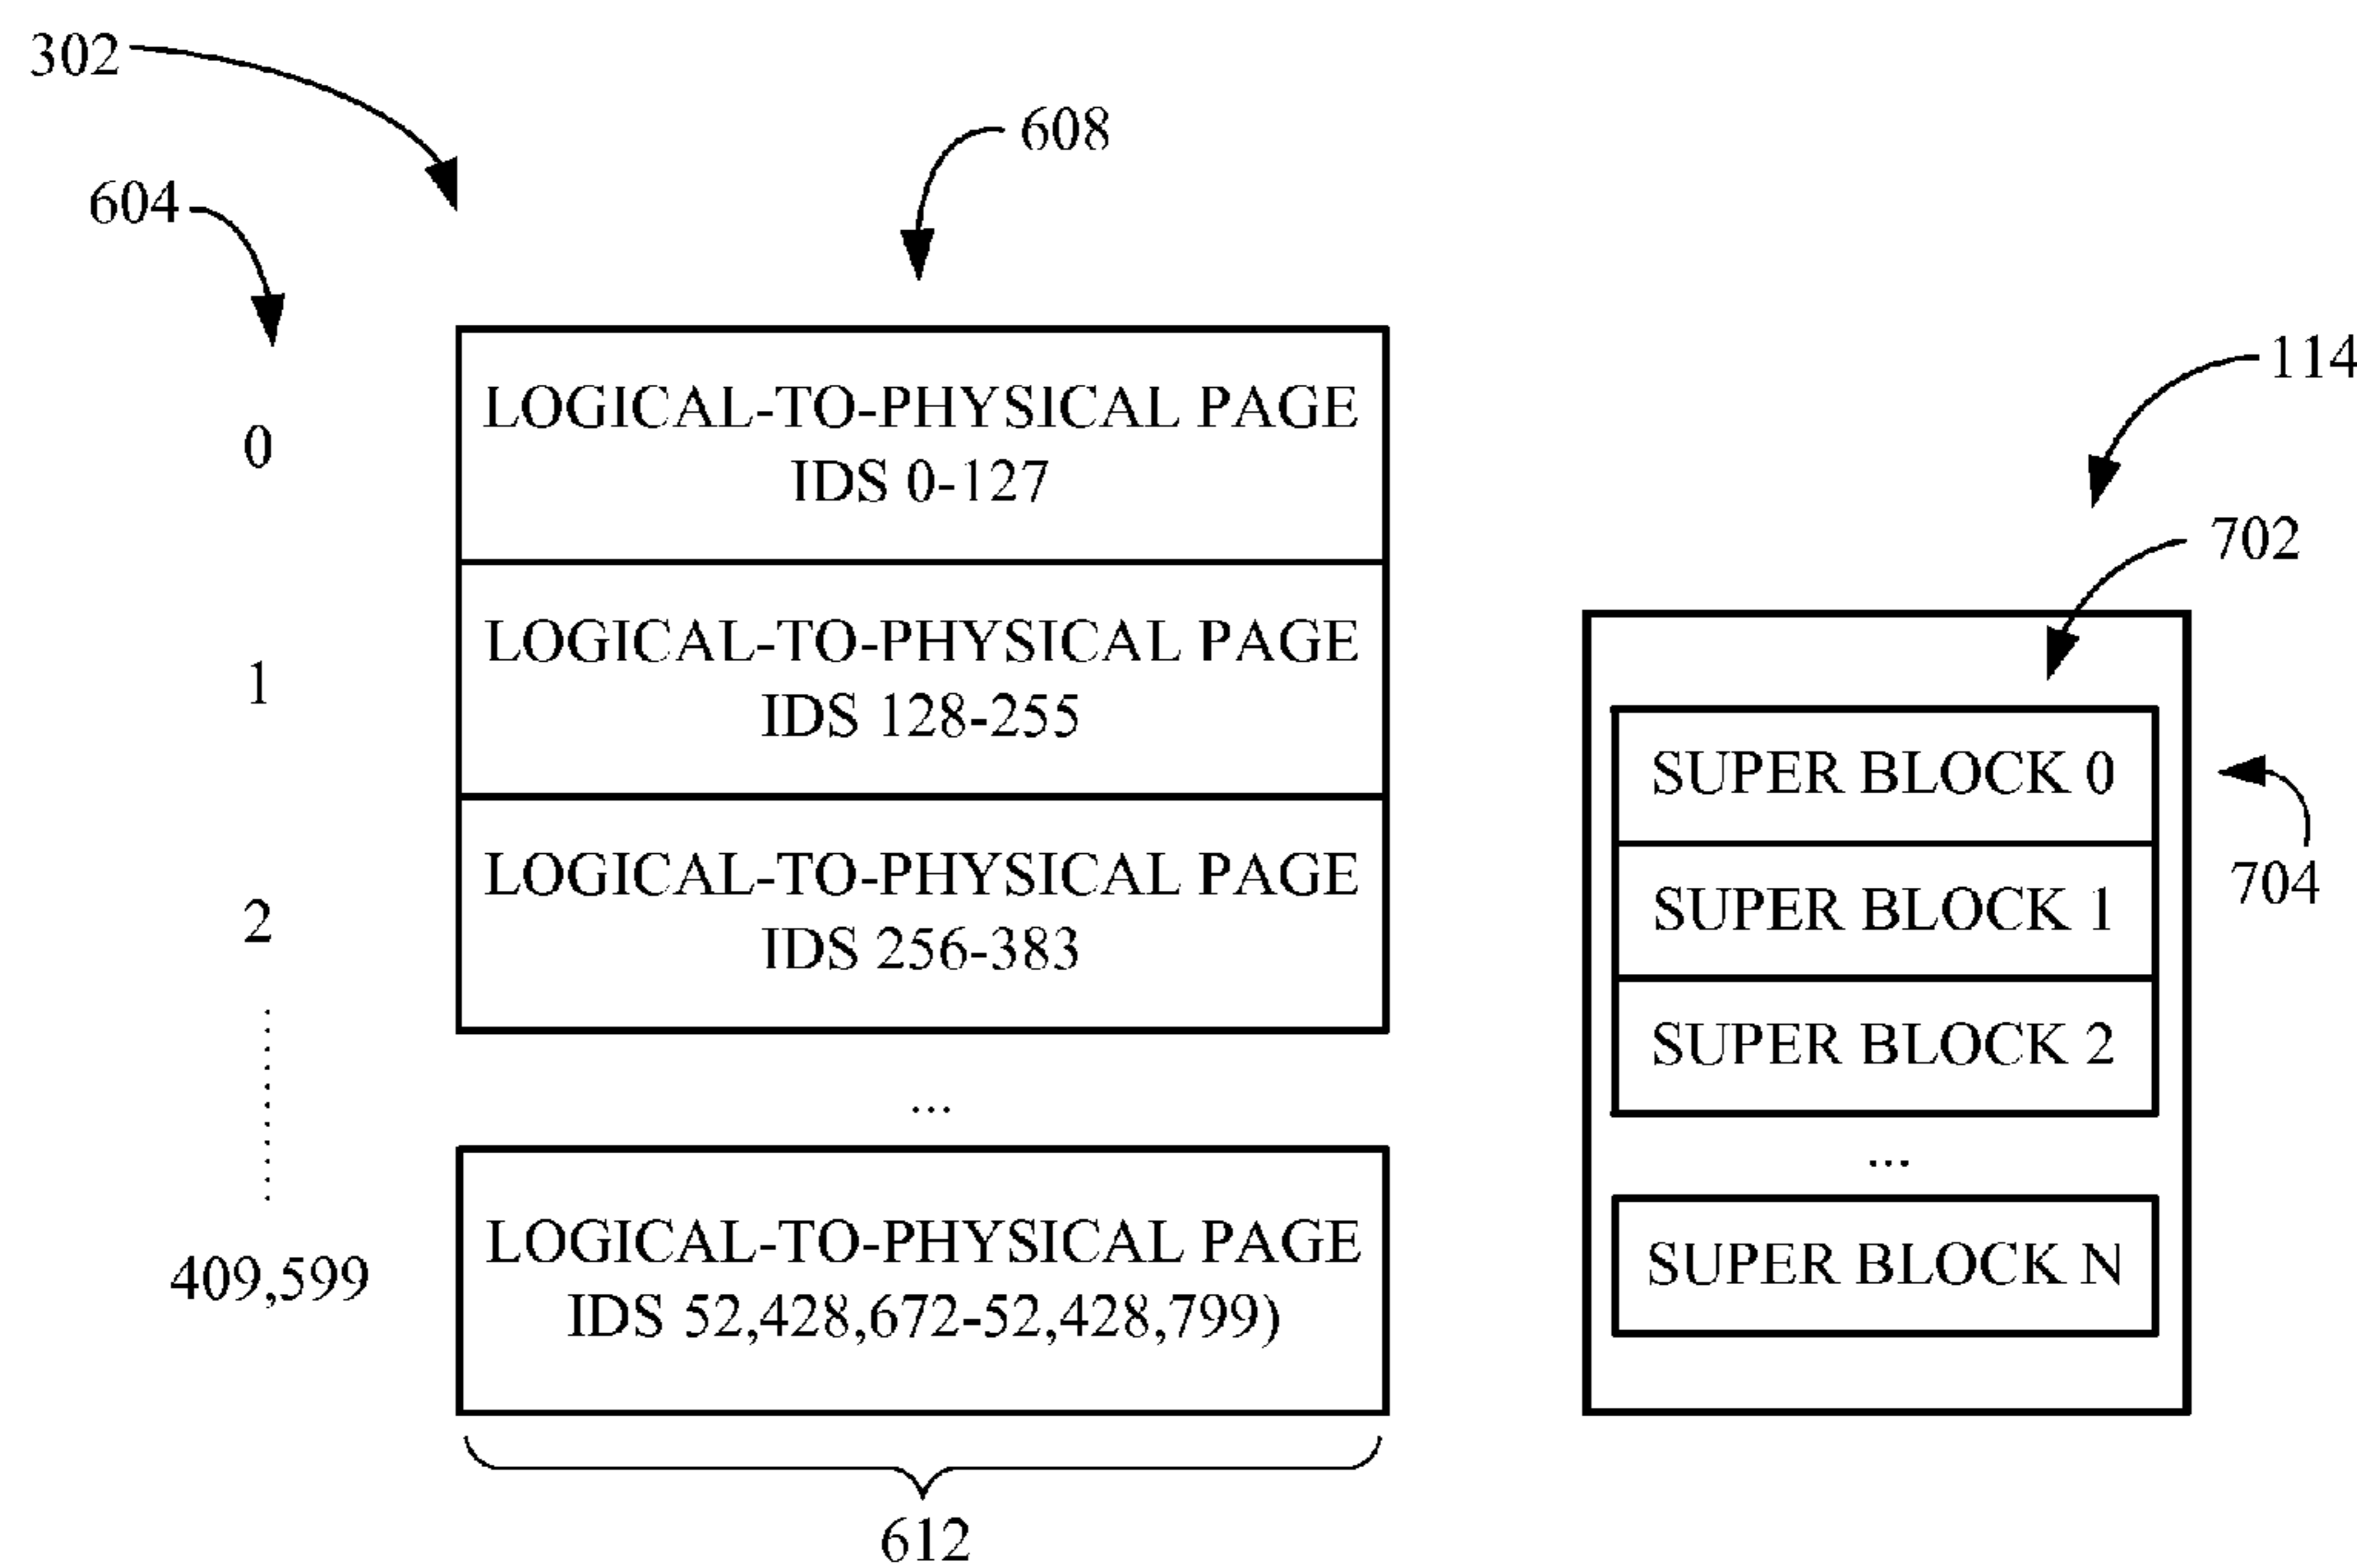 302
608
604
LOGICAL-TO-PHYSICAL PAGE
IDS 0-127
0
LOGICAL-TO-PHYSICAL PAGE
IDS 128-255
1
LOGICAL-TO-PHYSICAL PAGE
IDS 256-383
2
...
LOGICAL-TO-PHYSICAL PAGE
IDS 52,428,672-52,428,799)
409,599
612
114
702
SUPER BLOCK 0
704
SUPER BLOCK 1
SUPER BLOCK 2
...
SUPER BLOCK N